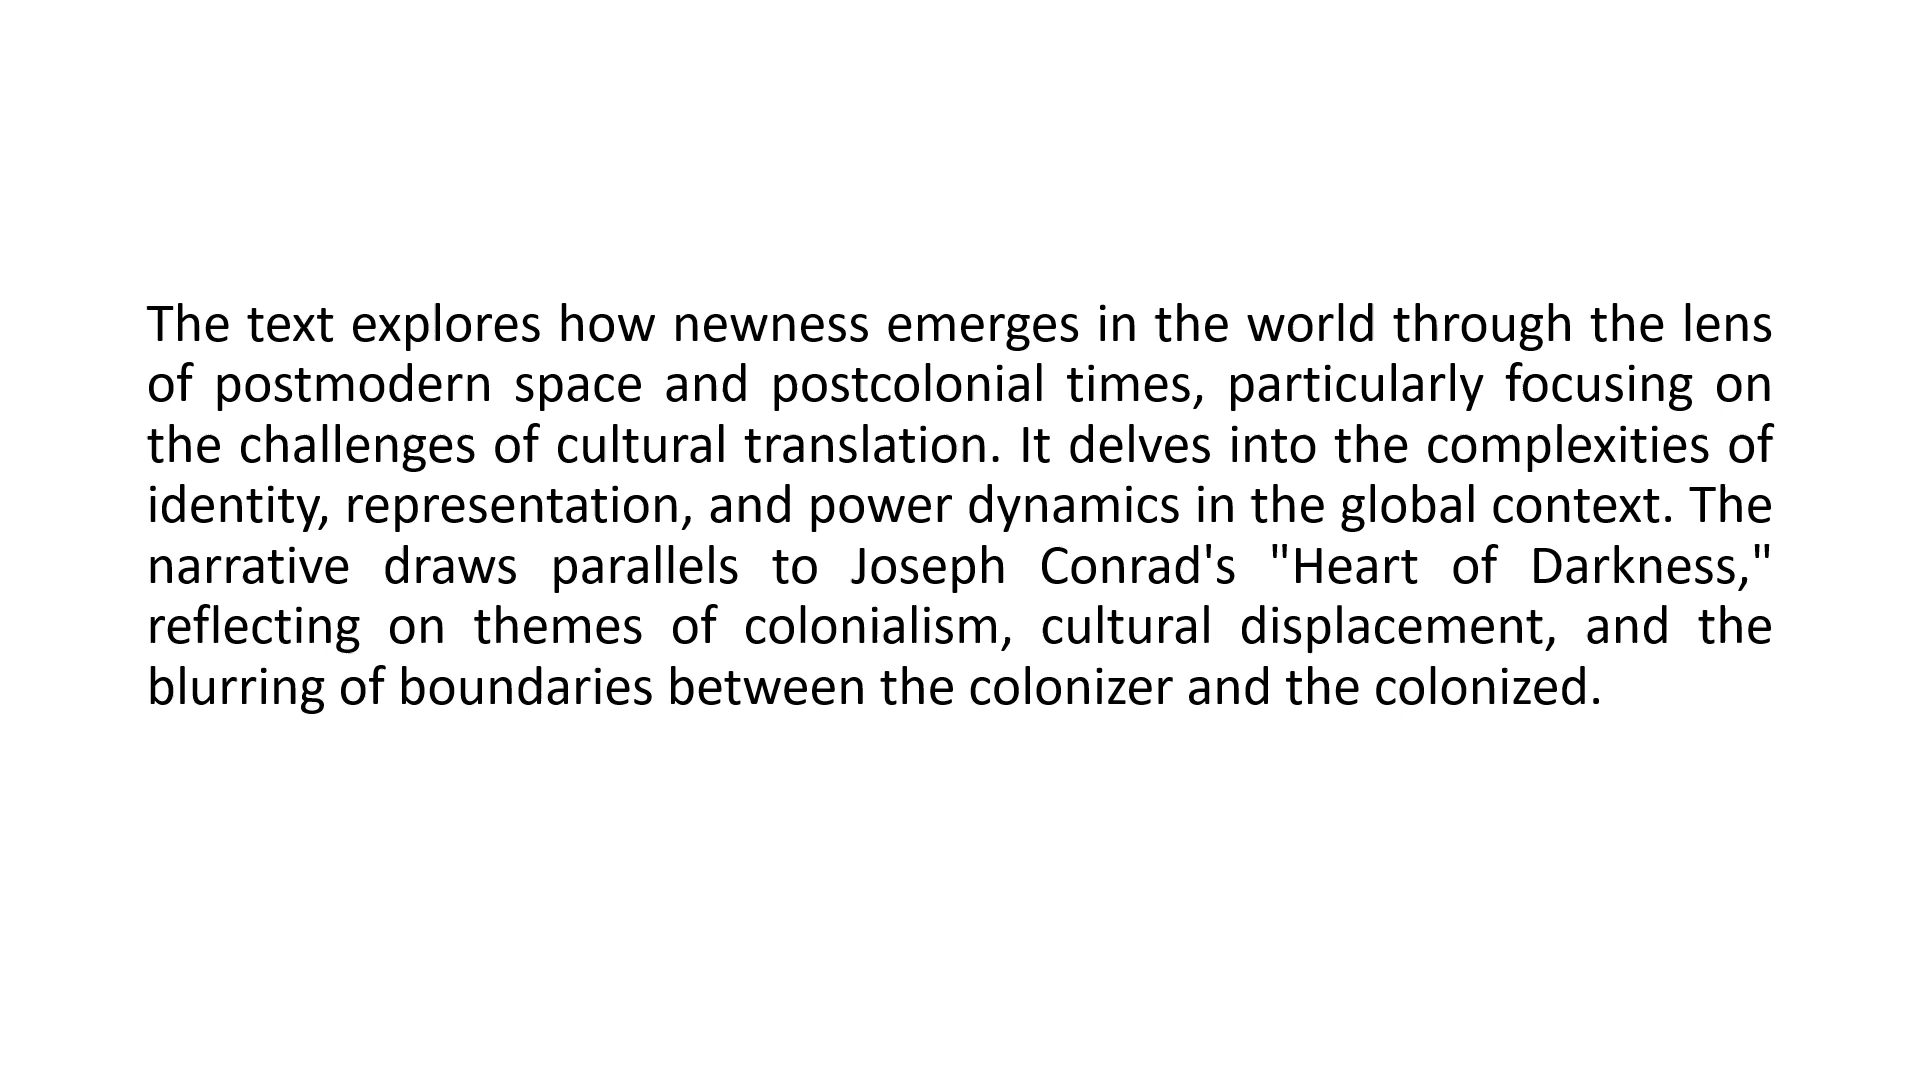 The text explores how newness emerges in the world through the lens
of postmodern space and postcolonial times, particularly focusing on
the challenges of cultural translation. It delves into the complexities of
identity, representation, and power dynamics in the global context. The
narrative draws parallels to Joseph Conrad's "Heart of Darkness,"
reflecting on themes of colonialism, cultural displacement, and the
blurring of boundaries between the colonizer and the colonized.